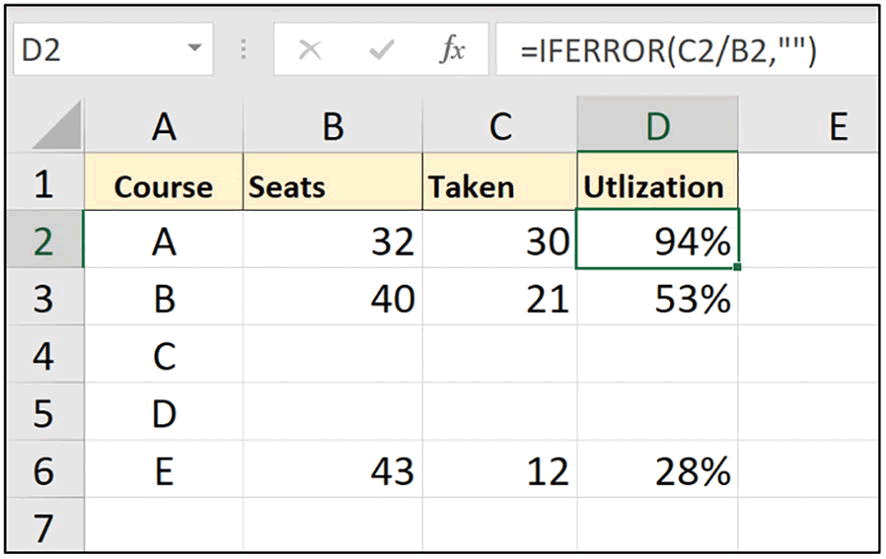 D2 fx =IFERROR(C2/B2,"")
A B C D E
1 Course Seats Taken Utlization
2 A 32 30 94%
3 B 40 21 53%
4 C
5 D
6 E 43 12 28%
7